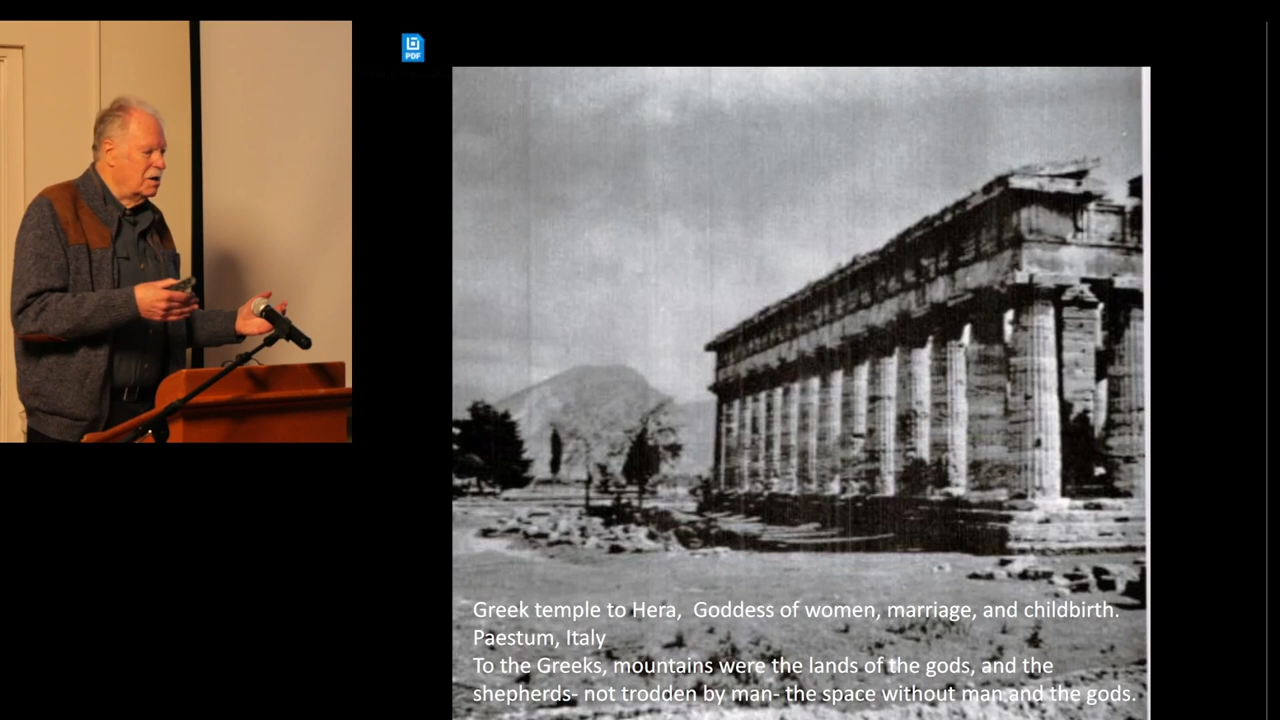 PDF
Greek temple to Hera,  Goddess of women, marriage, and childbirth.
Paestum, Italy
To the Greeks, mountains were the lands of the gods, and the
shepherds- not trodden by man- the space without man and the gods.